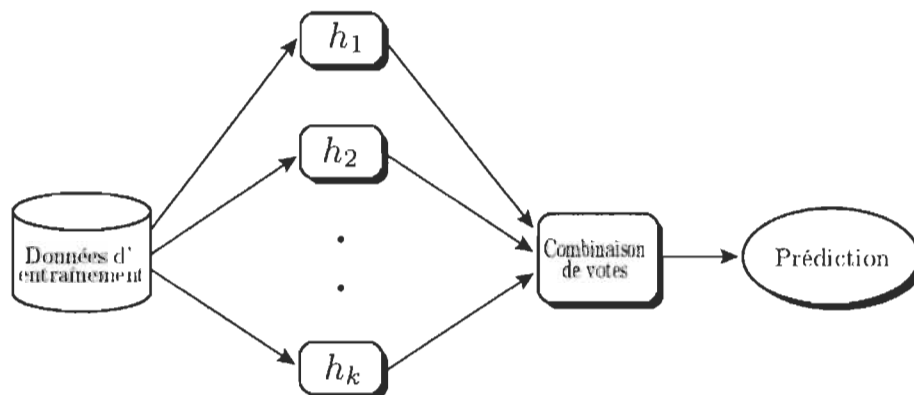 h₁
h₂
Données d'
entraînement
Combinaison
de votes
Prédiction
hₖ